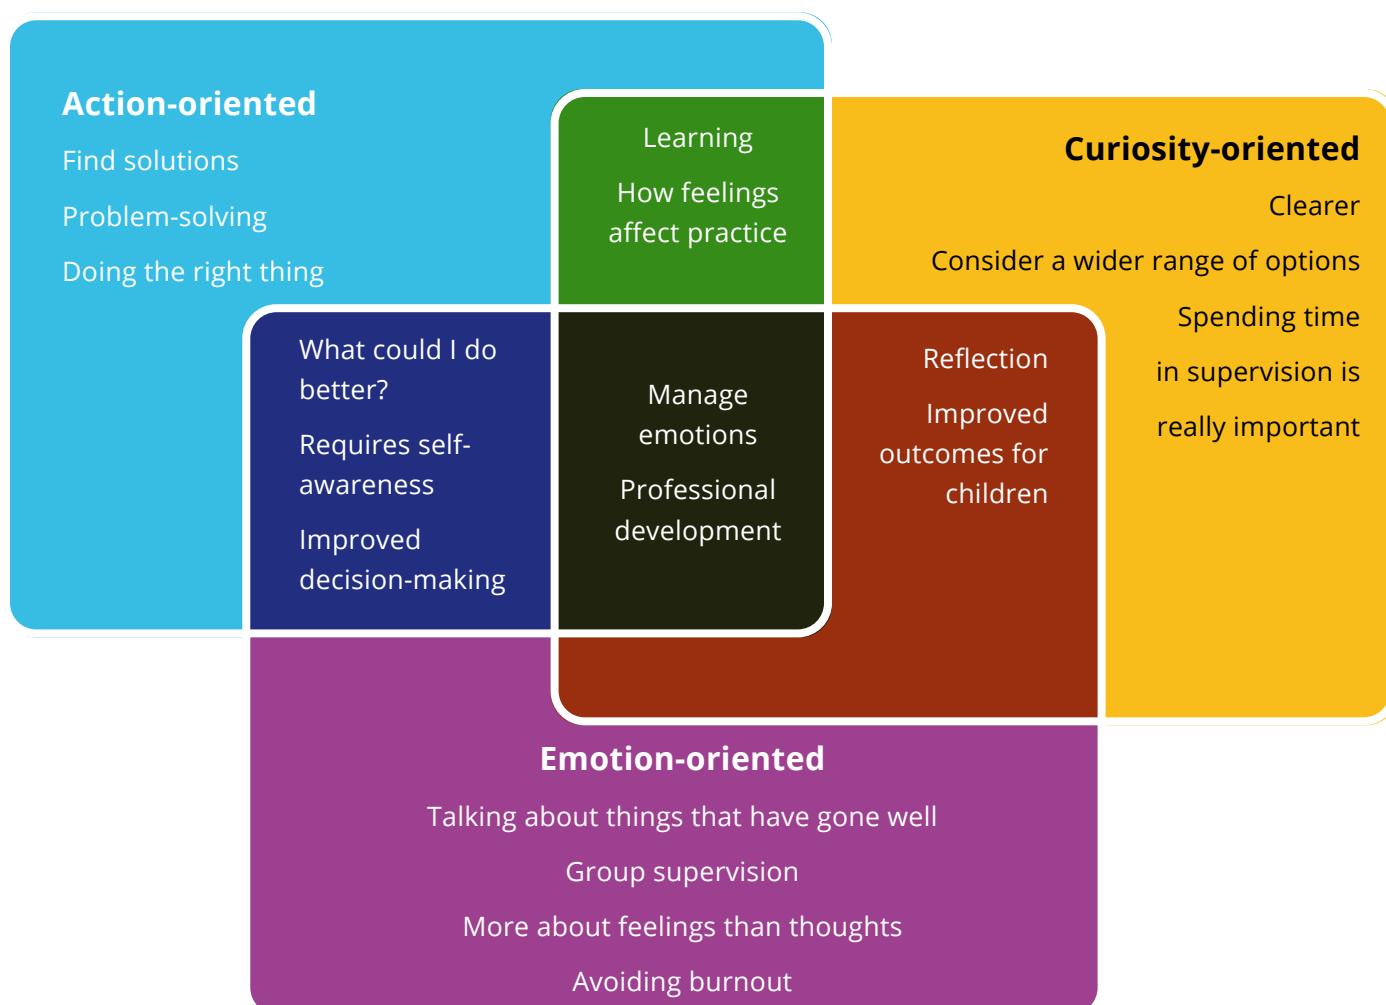 Action-oriented
Find solutions
Problem-solving
Doing the right thing
Learning
How feelings
affect practice
Curiosity-oriented
Clearer
Consider a wider range of options
Spending time
in supervision is
really important
What could I do
better?
Requires self-
awareness
Improved
decision-making
Manage
emotions
Professional
development
Reflection
Improved
outcomes for
children
Emotion-oriented
Talking about things that have gone well
Group supervision
More about feelings than thoughts
Avoiding burnout